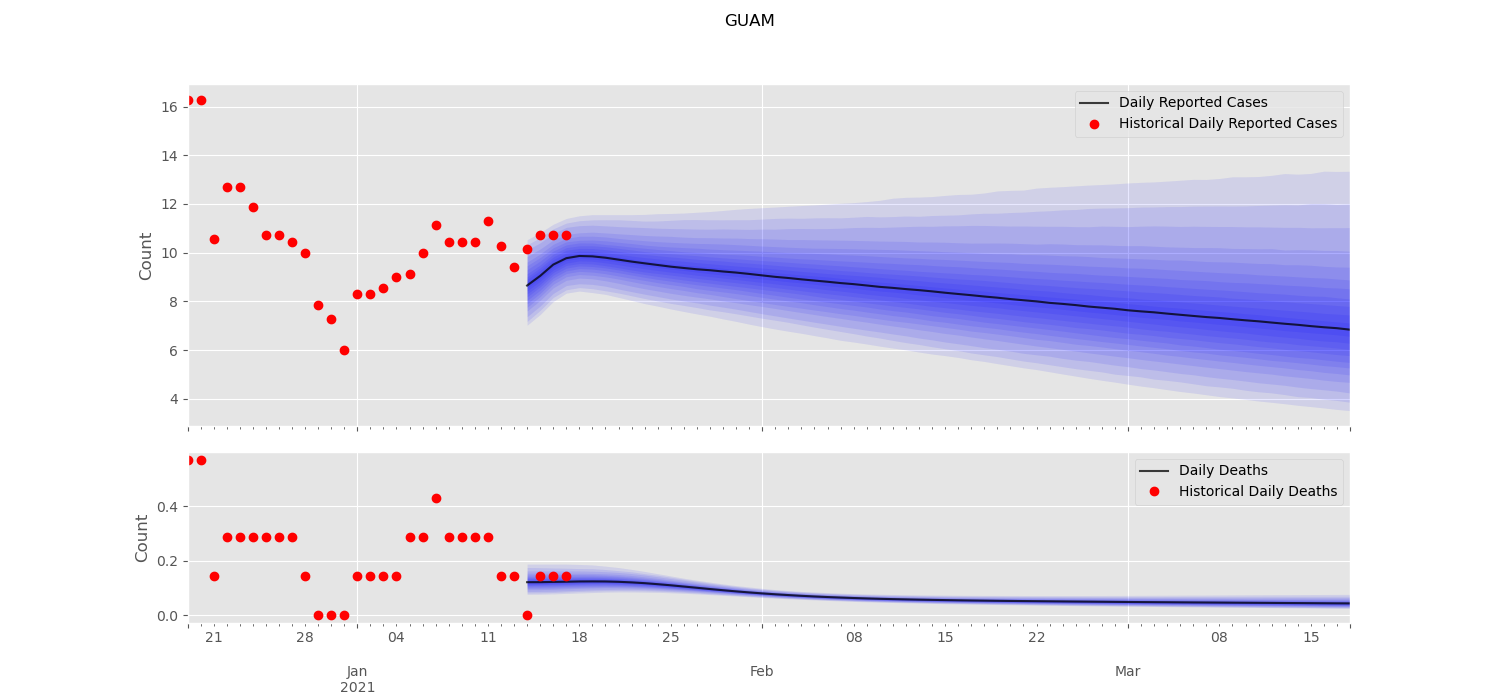 GUAM
Daily Reported Cases
Historical Daily Reported Cases
Count
16
14
12
10
8
6
4
Daily Deaths
Historical Daily Deaths
Count
0.4
0.2
0.0
21 28 04 11 18 25 08 15 22 08 15
Jan Feb Mar
2021